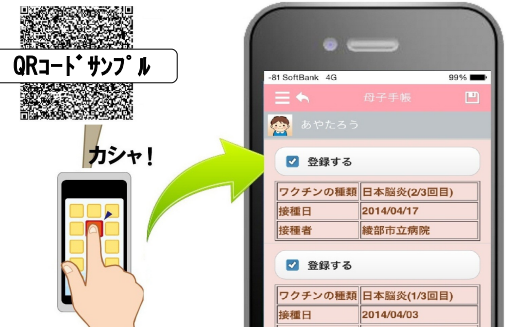 QRコードサンプル
カシャ!
-81 SoftBank 4G 99%
母子手帳
あやたろう
登録する
ワクチンの種類 日本脳炎(2/3回目)
接種日 2014/04/17
接種者 綾部市立病院
登録する
ワクチンの種類 日本脳炎(1/3回目)
接種日 2014/04/03